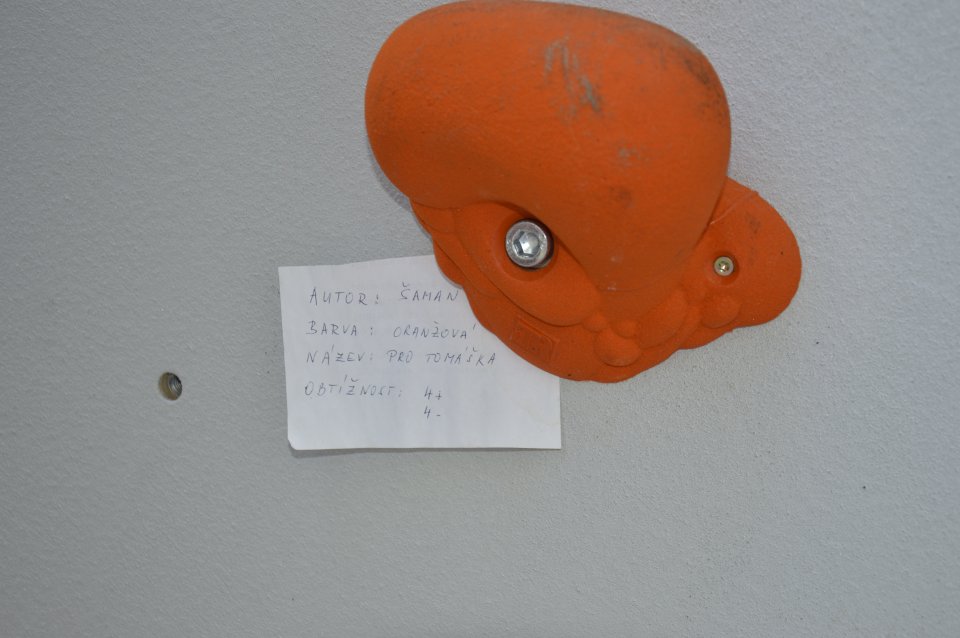 AUTOR: ŠAMAN
BARVA: ORANŽOVÁ
NÁZEV: PRO TOMÁŠKA
OBTÍŽNOST: 4+
4-